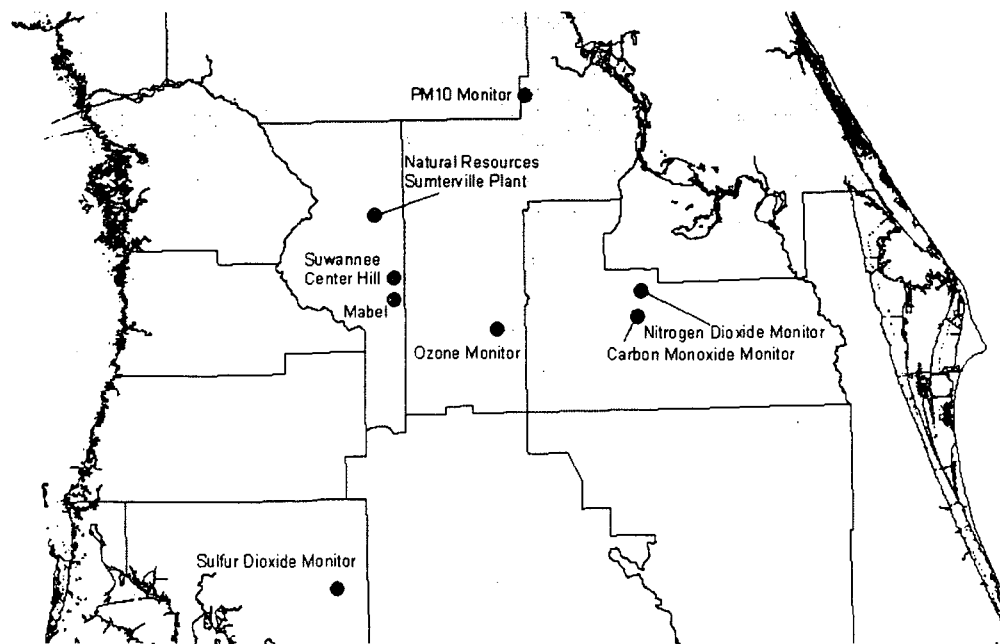 PM10 Monitor
Natural Resources
Sumterville Plant
Suwannee
Center Hill
Mabel
Ozone Monitor
Nitrogen Dioxide Monitor
Carbon Monoxide Monitor
Sulfur Dioxide Monitor